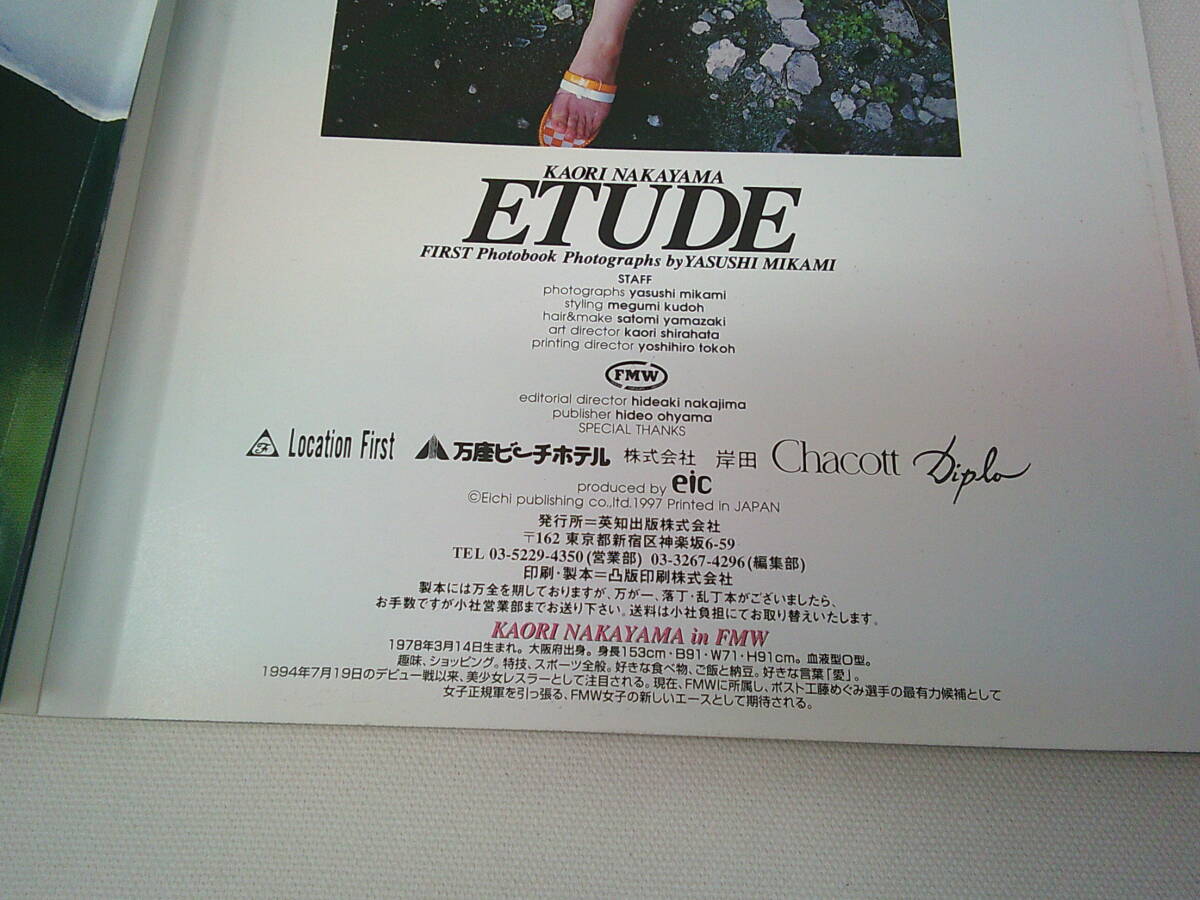 KAORI NAKAYAMA
ETUDE
FIRST Photobook Photographs by YASUSHI MIKAMI
STAFF
photographs yasushi mikami
styling megumi kudoh
hair&make satomi yamazaki
art director kaori shirahata
printing director yoshihiro tokoh
FMW
editorial director hideaki nakajima
publisher hideo ohyama
SPECIAL THANKS
Location First 万座ビーチホテル 株式会社 岸田 Chacott Diplo
produced by eic
©Eichi publishing co.,ltd.1997 Printed in JAPAN
発行所=英知出版株式会社
〒162 東京都新宿区神楽坂6-59
TEL 03-5229-4350(営業部) 03-3267-4296(編集部)
印刷・製本=凸版印刷株式会社
製本には万全を期しておりますが、万が一、落丁・乱丁本がございましたら、
お手数ですが小社営業部までお送り下さい。送料は小社負担にてお取り替えいたします。
KAORI NAKAYAMA in FMW
1978年3月14日生まれ。大阪府出身。身長153cm・B91・W71・H91cm。血液型O型。
趣味、ショッピング。特技、スポーツ全般。好きな食べ物、ご飯と納豆。好きな言葉「愛」。
1994年7月19日のデビュー戦以来、美少女レスラーとして注目される。現在、FMWに所属し、ポスト工藤めぐみ選手の最有力候補として
女子正規軍を引っ張る、FMW女子の新しいエースとして期待される。